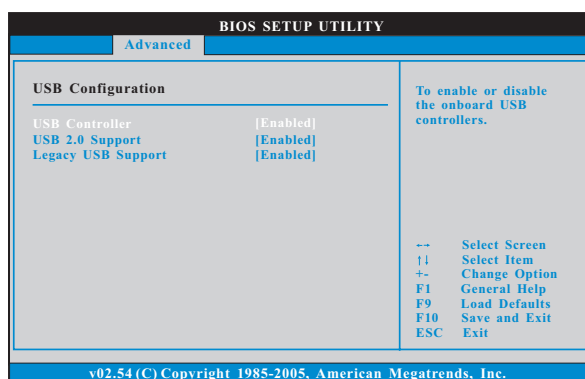 BIOS SETUP UTILITY
Advanced
USB Configuration
USB Controller [Enabled]
USB 2.0 Support [Enabled]
Legacy USB Support [Enabled]
To enable or disable
the onboard USB
controllers.
←→ Select Screen
↑↓ Select Item
+- Change Option
F1 General Help
F9 Load Defaults
F10 Save and Exit
ESC Exit
v02.54 (C) Copyright 1985-2005, American Megatrends, Inc.